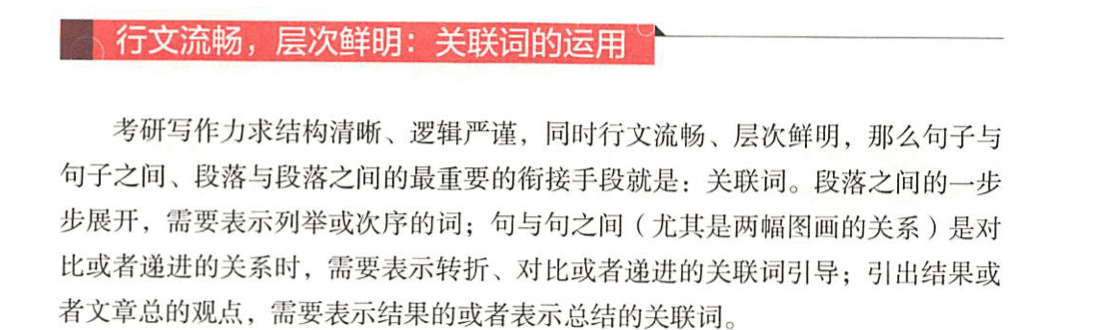 行文流畅，层次鲜明：关联词的运用
考研写作力求结构清晰、逻辑严谨，同时行文流畅、层次鲜明，那么句子与
句子之间、段落与段落之间的最重要的衔接手段就是：关联词。段落之间的一步
步展开，需要表示列举或次序的词；句与句之间（尤其是两幅图画的关系）是对
比或者递进的关系时，需要表示转折、对比或者递进的关联词引导；引出结果或
者文章总的观点，需要表示结果的或者表示总结的关联词。